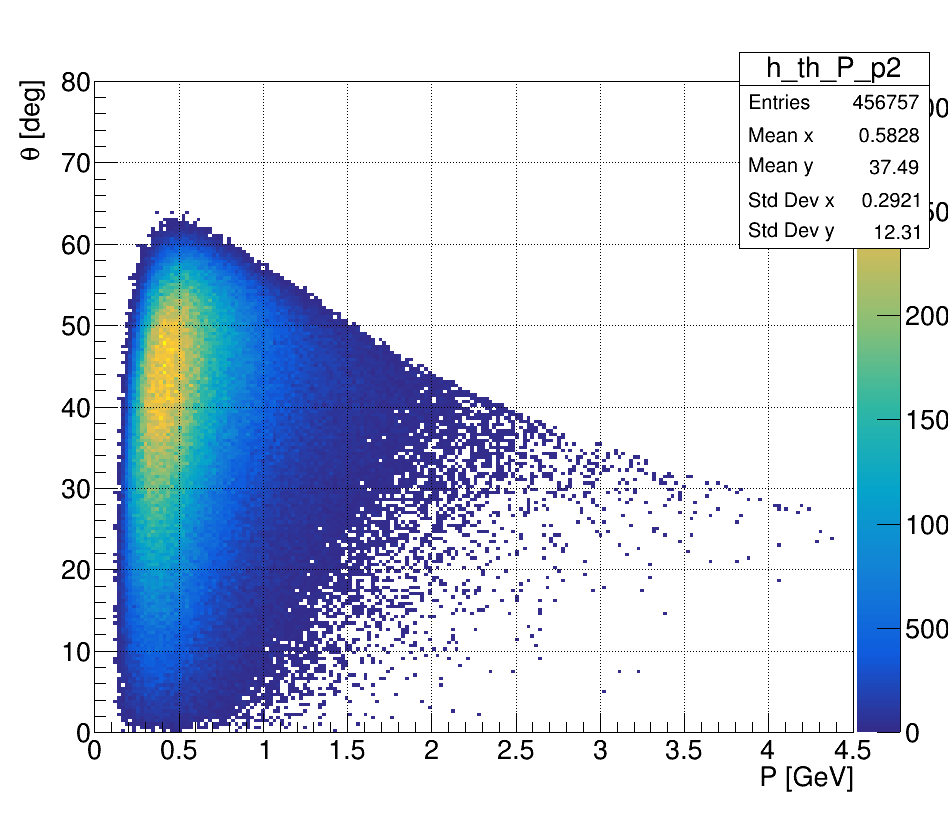 h_th_P_p2
Entries 456757
Mean x 0.5828
Mean y 37.49
Std Dev x 0.2921
Std Dev y 12.31
θ [deg]
80
70
60
50
40
30
20
10
0
0 0.5 1 1.5 2 2.5 3 3.5 4 4.5
P [GeV]
200
150
100
500
0